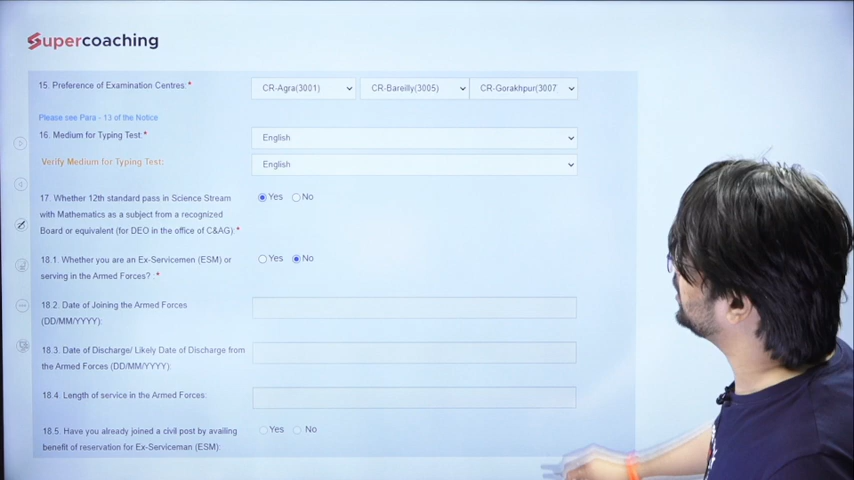 Supercoaching
15. Preference of Examination Centres:* CR-Agra(3001) CR-Bareilly(3005) CR-Gorakhpur(3007
Please see Para - 13 of the Notice
16. Medium for Typing Test:* English
Verify Medium for Typing Test: English
17. Whether 12th standard pass in Science Stream Yes No
with Mathematics as a subject from a recognized
Board or equivalent (for DEO in the office of C&AG):*
18.1. Whether you are an Ex-Servicemen (ESM) or Yes No
serving in the Armed Forces? :*
18.2. Date of Joining the Armed Forces
(DD/MM/YYYY):
18.3. Date of Discharge/ Likely Date of Discharge from
the Armed Forces (DD/MM/YYYY):
18.4. Length of service in the Armed Forces:
18.5. Have you already joined a civil post by availing Yes No
benefit of reservation for Ex-Serviceman (ESM):